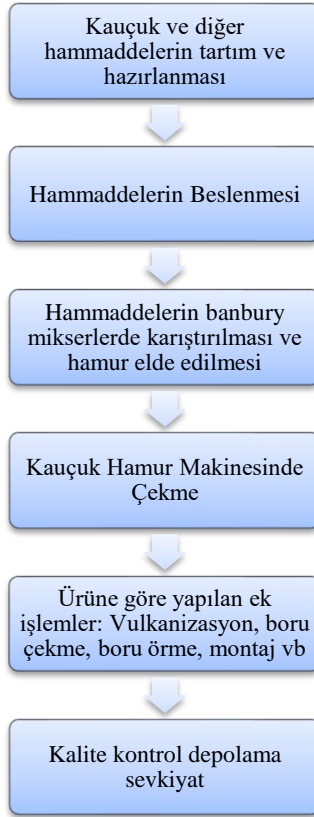 Kauçuk ve diğer
hammaddelerin tartım ve
hazırlanması
Hammaddelerin Beslenmesi
Hammaddelerin banbury
mikserlerde karıştırılması ve
hamur elde edilmesi
Kauçuk Hamur Makinesinde
Çekme
Ürüne göre yapılan ek
işlemler: Vulkanizasyon, boru
çekme, boru örme, montaj vb
Kalite kontrol depolama
sevkiyat